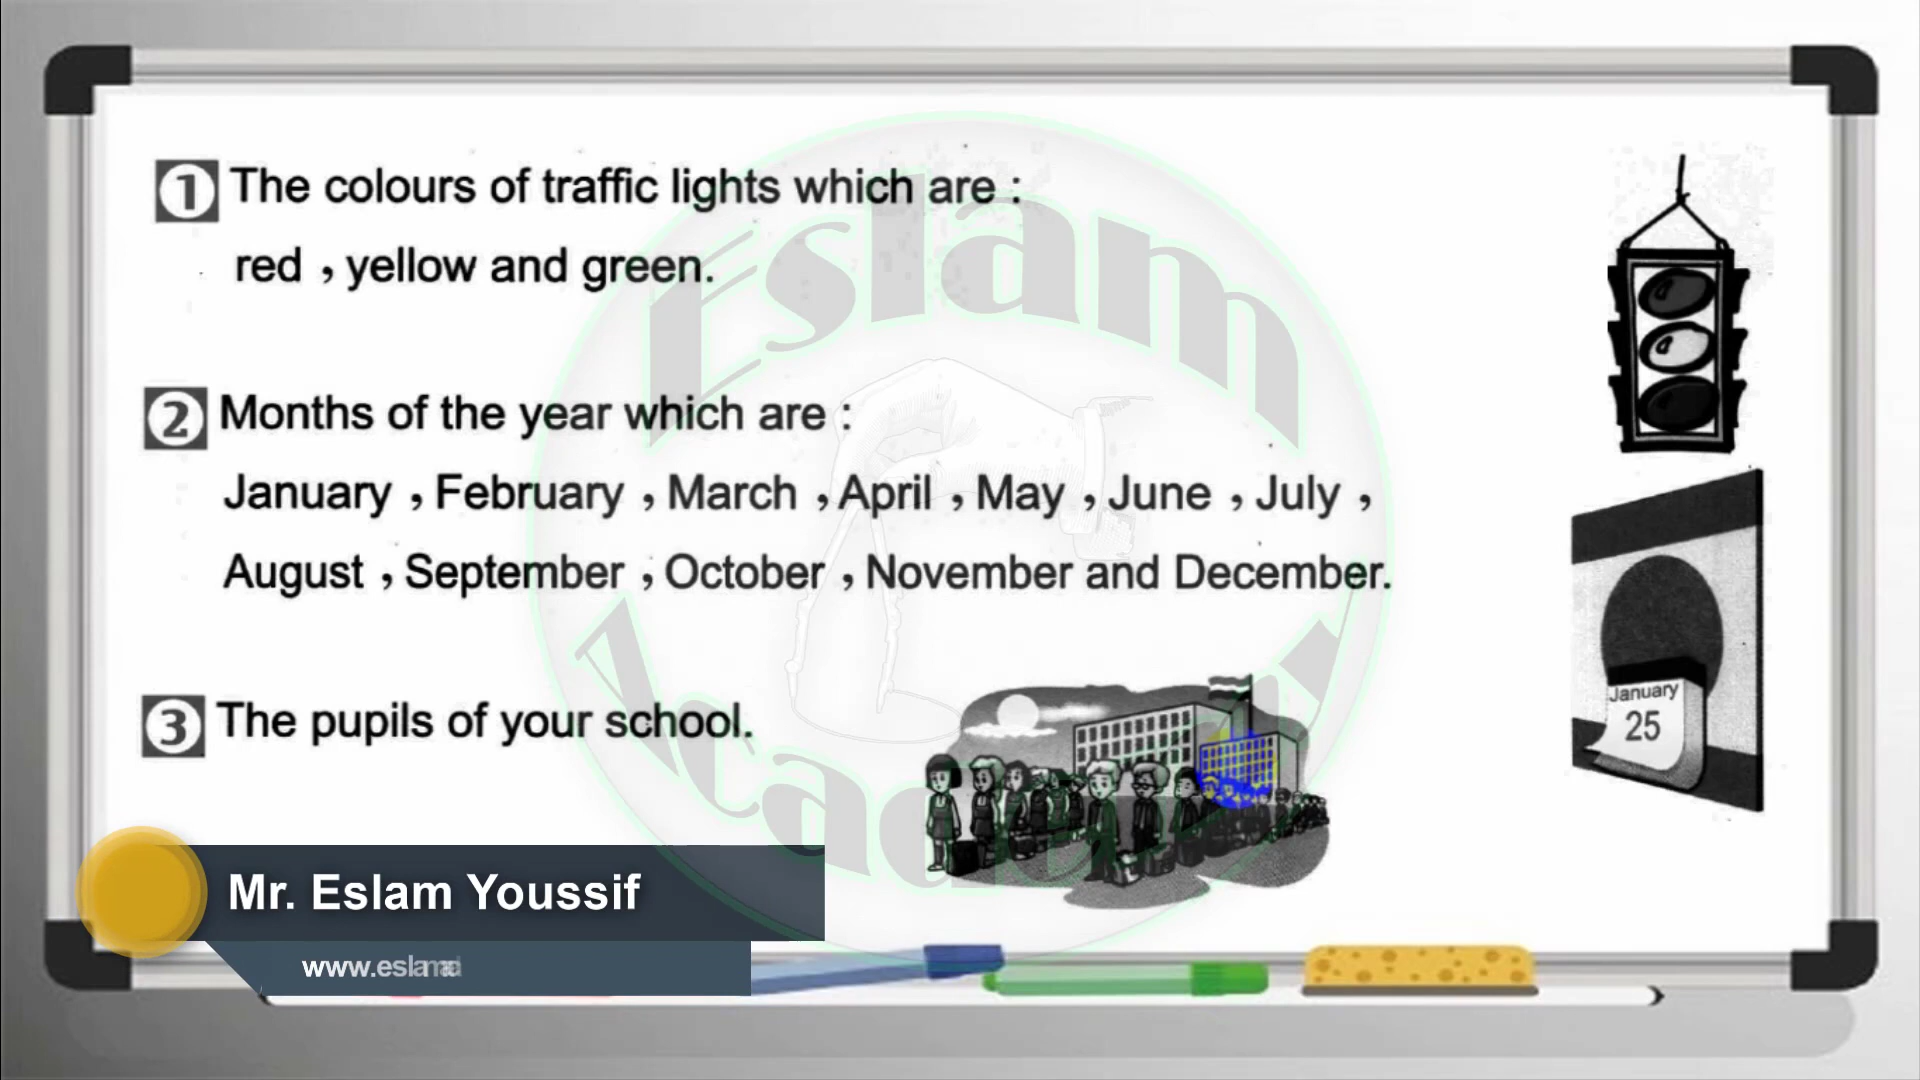 1 The colours of traffic lights which are :
red , yellow and green.
2 Months of the year which are :
January , February , March , April , May , June , July ,
August , September , October , November and December.
3 The pupils of your school.
January
25
Eslam
Academy
Mr. Eslam Youssif